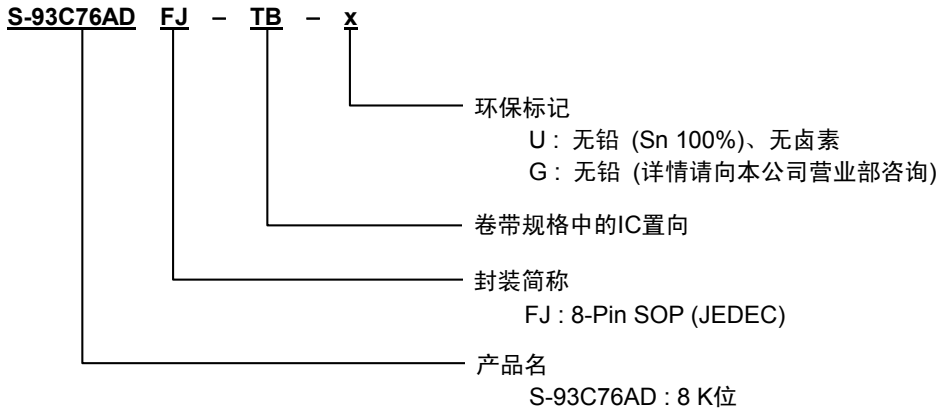 S-93C76AD FJ – TB – x
环保标记
U : 无铅 (Sn 100%)、无卤素
G : 无铅 (详情请向本公司营业部咨询)
卷带规格中的IC置向
封装简称
FJ : 8-Pin SOP (JEDEC)
产品名
S-93C76AD : 8 K位